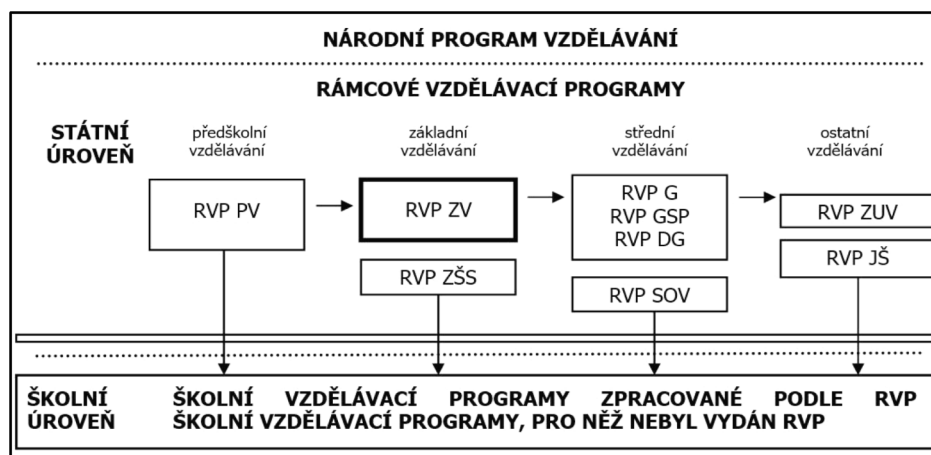 NÁRODNÍ PROGRAM VZDĚLÁVÁNÍ
RÁMCOVÉ VZDĚLÁVACÍ PROGRAMY
STÁTNÍ
ÚROVEŇ
předškolní
vzdělávání
základní
vzdělávání
střední
vzdělávání
ostatní
vzdělávání
RVP PV
RVP ZV
RVP G
RVP GSP
RVP DG
RVP ZUV
RVP ZŠS
RVP SOV
RVP JŠ
ŠKOLNÍ
ÚROVEŇ
ŠKOLNÍ VZDĚLÁVACÍ PROGRAMY ZPRACOVANÉ PODLE RVP
ŠKOLNÍ VZDĚLÁVACÍ PROGRAMY, PRO NĚŽ NEBYL VYDÁN RVP